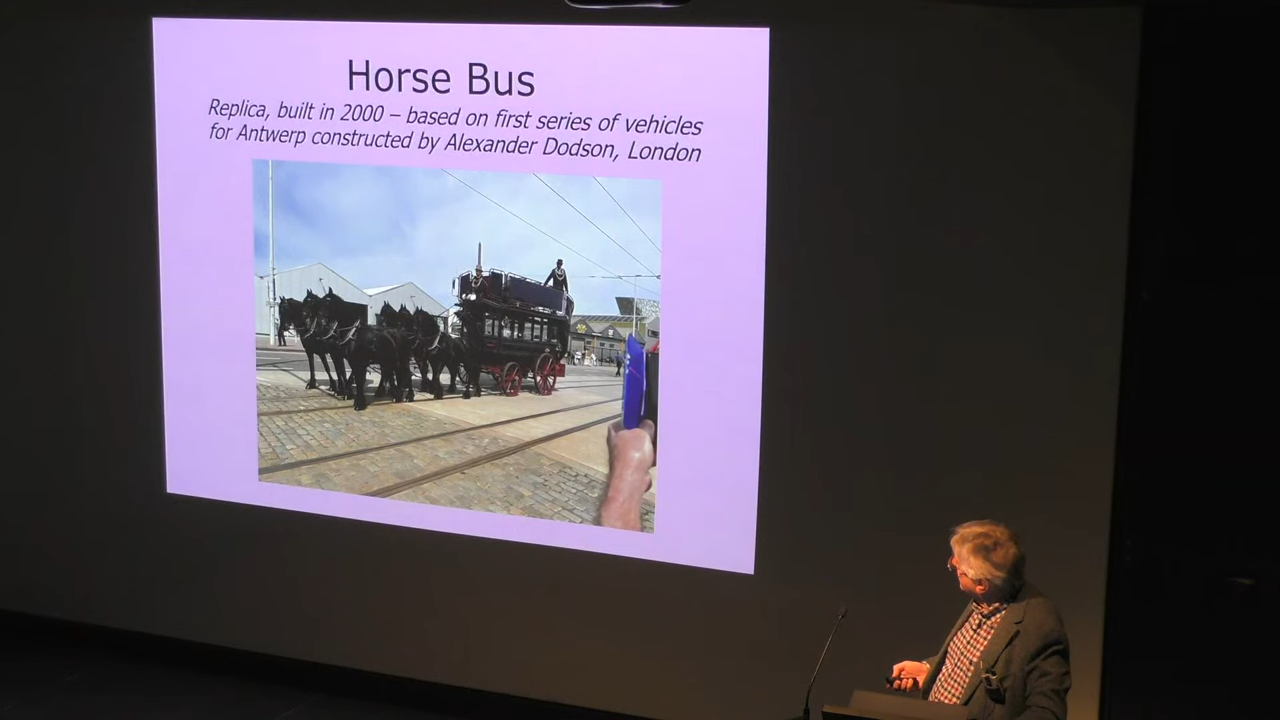 Horse Bus
Replica, built in 2000 – based on first series of vehicles
for Antwerp constructed by Alexander Dodson, London